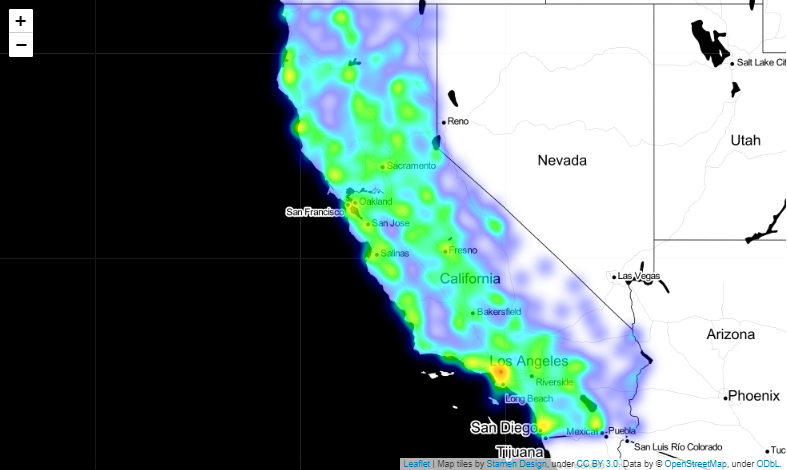 +
−
Salt Lake Cit
Reno
Utah
Nevada
Sacramento
Oakland
San Francisco
San Jose
Salinas
Fresno
Las Vegas
California
Bakersfield
Arizona
Los Angeles
Riverside
Phoenix
Long Beach
San Diego
Mexical
Puebla
San Luis Río Colorado
Tijuana
Tuc
Leaflet | Map tiles by Stamen Design, under CC BY 3.0. Data by © OpenStreetMap, under ODbL.